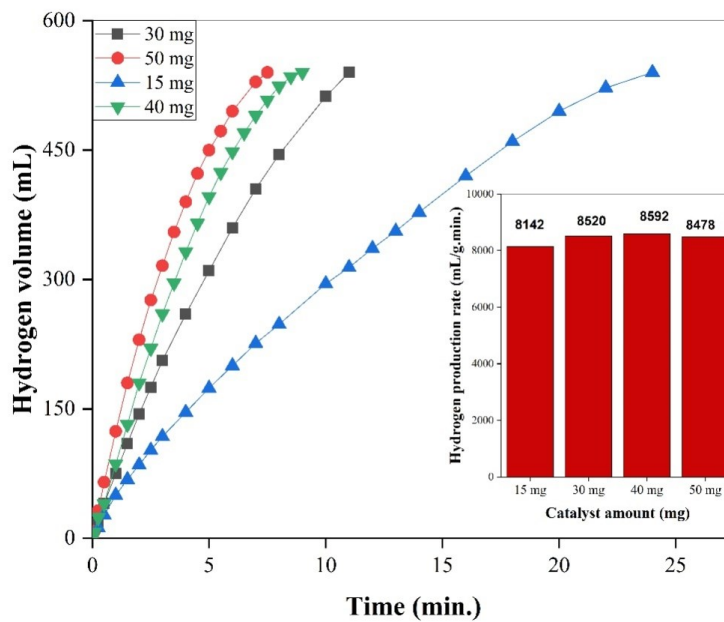 600
450
300
150
0
Hydrogen volume (mL)
30 mg
50 mg
15 mg
40 mg
0 5 10 15 20 25
Time (min.)
10000
8000
6000
4000
2000
0
Hydrogen production rate (mL/g.min.)
8142 8520 8592 8478
15 mg 30 mg 40 mg 50 mg
Catalyst amount (mg)